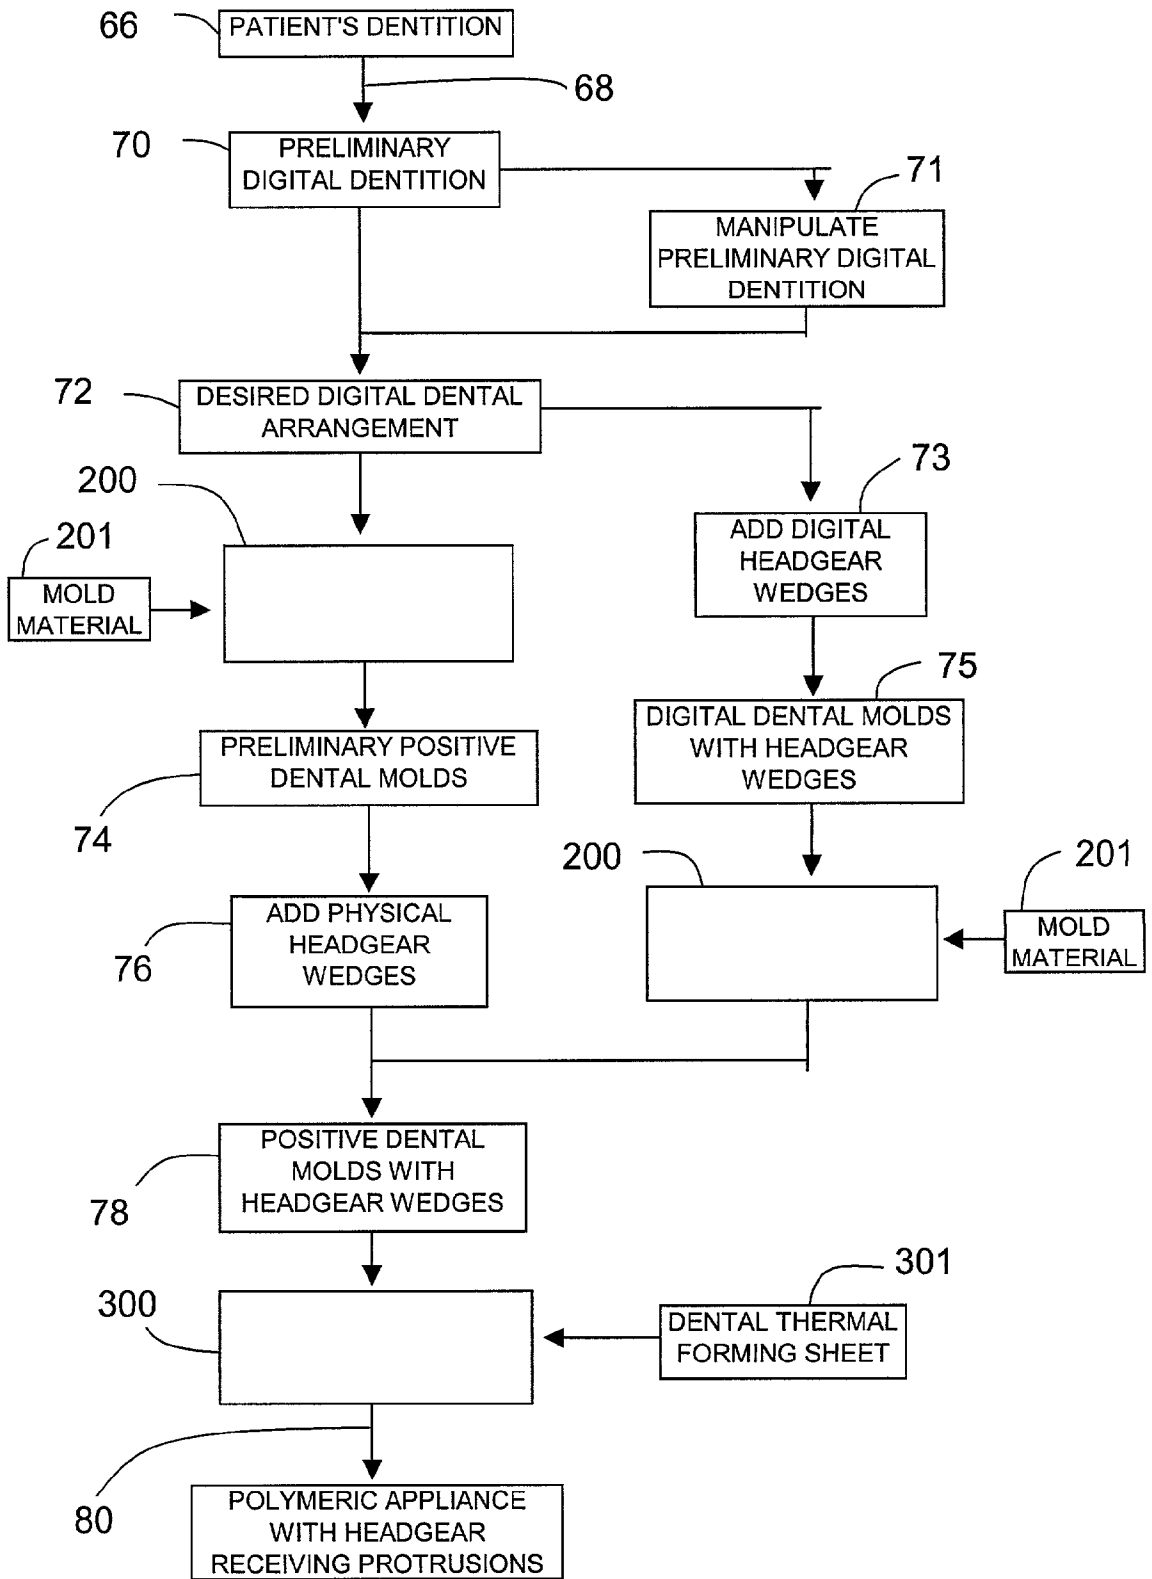 66
PATIENT'S DENTITION
68
70
PRELIMINARY
DIGITAL DENTITION
71
MANIPULATE
PRELIMINARY DIGITAL
DENTITION
72
DESIRED DIGITAL DENTAL
ARRANGEMENT
73
ADD DIGITAL
HEADGEAR
WEDGES
200
201
MOLD
MATERIAL
75
DIGITAL DENTAL MOLDS
WITH HEADGEAR
WEDGES
PRELIMINARY POSITIVE
DENTAL MOLDS
74
200
201
MOLD
MATERIAL
ADD PHYSICAL
HEADGEAR
WEDGES
76
POSITIVE DENTAL
MOLDS WITH
HEADGEAR WEDGES
78
300
301
DENTAL THERMAL
FORMING SHEET
80
POLYMERIC APPLIANCE
WITH HEADGEAR
RECEIVING PROTRUSIONS